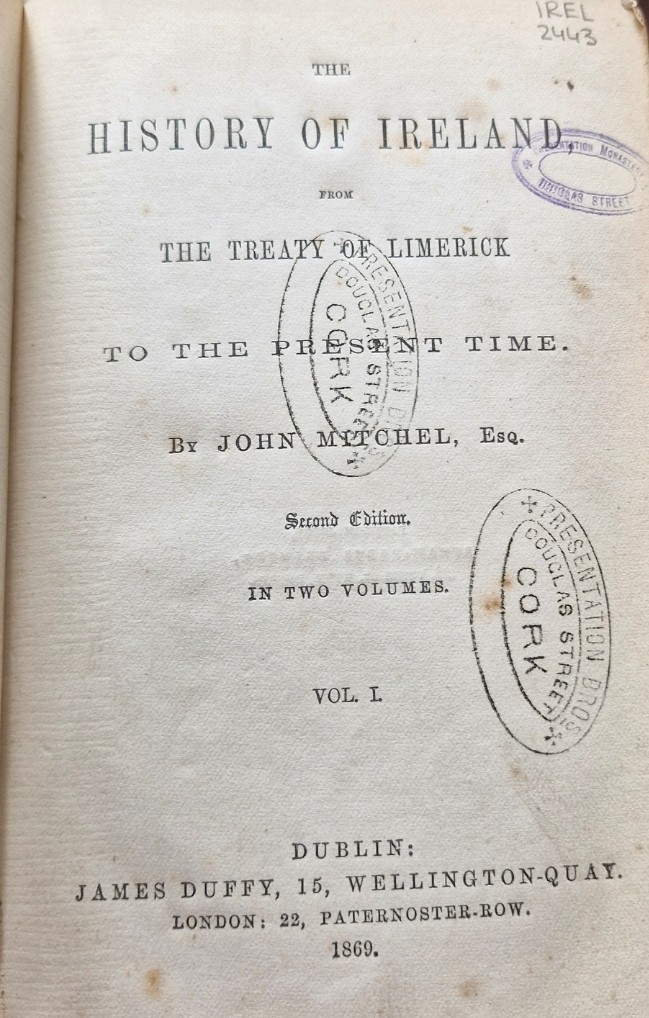 IREL
2443
THE
HISTORY OF IRELAND,
PRESENTATION MONASTERY
DOUGLAS STREET
FROM
THE TREATY OF LIMERICK
TO THE PRESENT TIME.
PRESENTATION
DOUGLAS STREET
CORK
By JOHN MITCHEL, Esq.
Second Edition.
IN TWO VOLUMES.
PRESENTATION BROS
DOUGLAS STREET
CORK
VOL. I.
DUBLIN:
JAMES DUFFY, 15, WELLINGTON-QUAY.
LONDON: 22, PATERNOSTER-ROW.
1869.